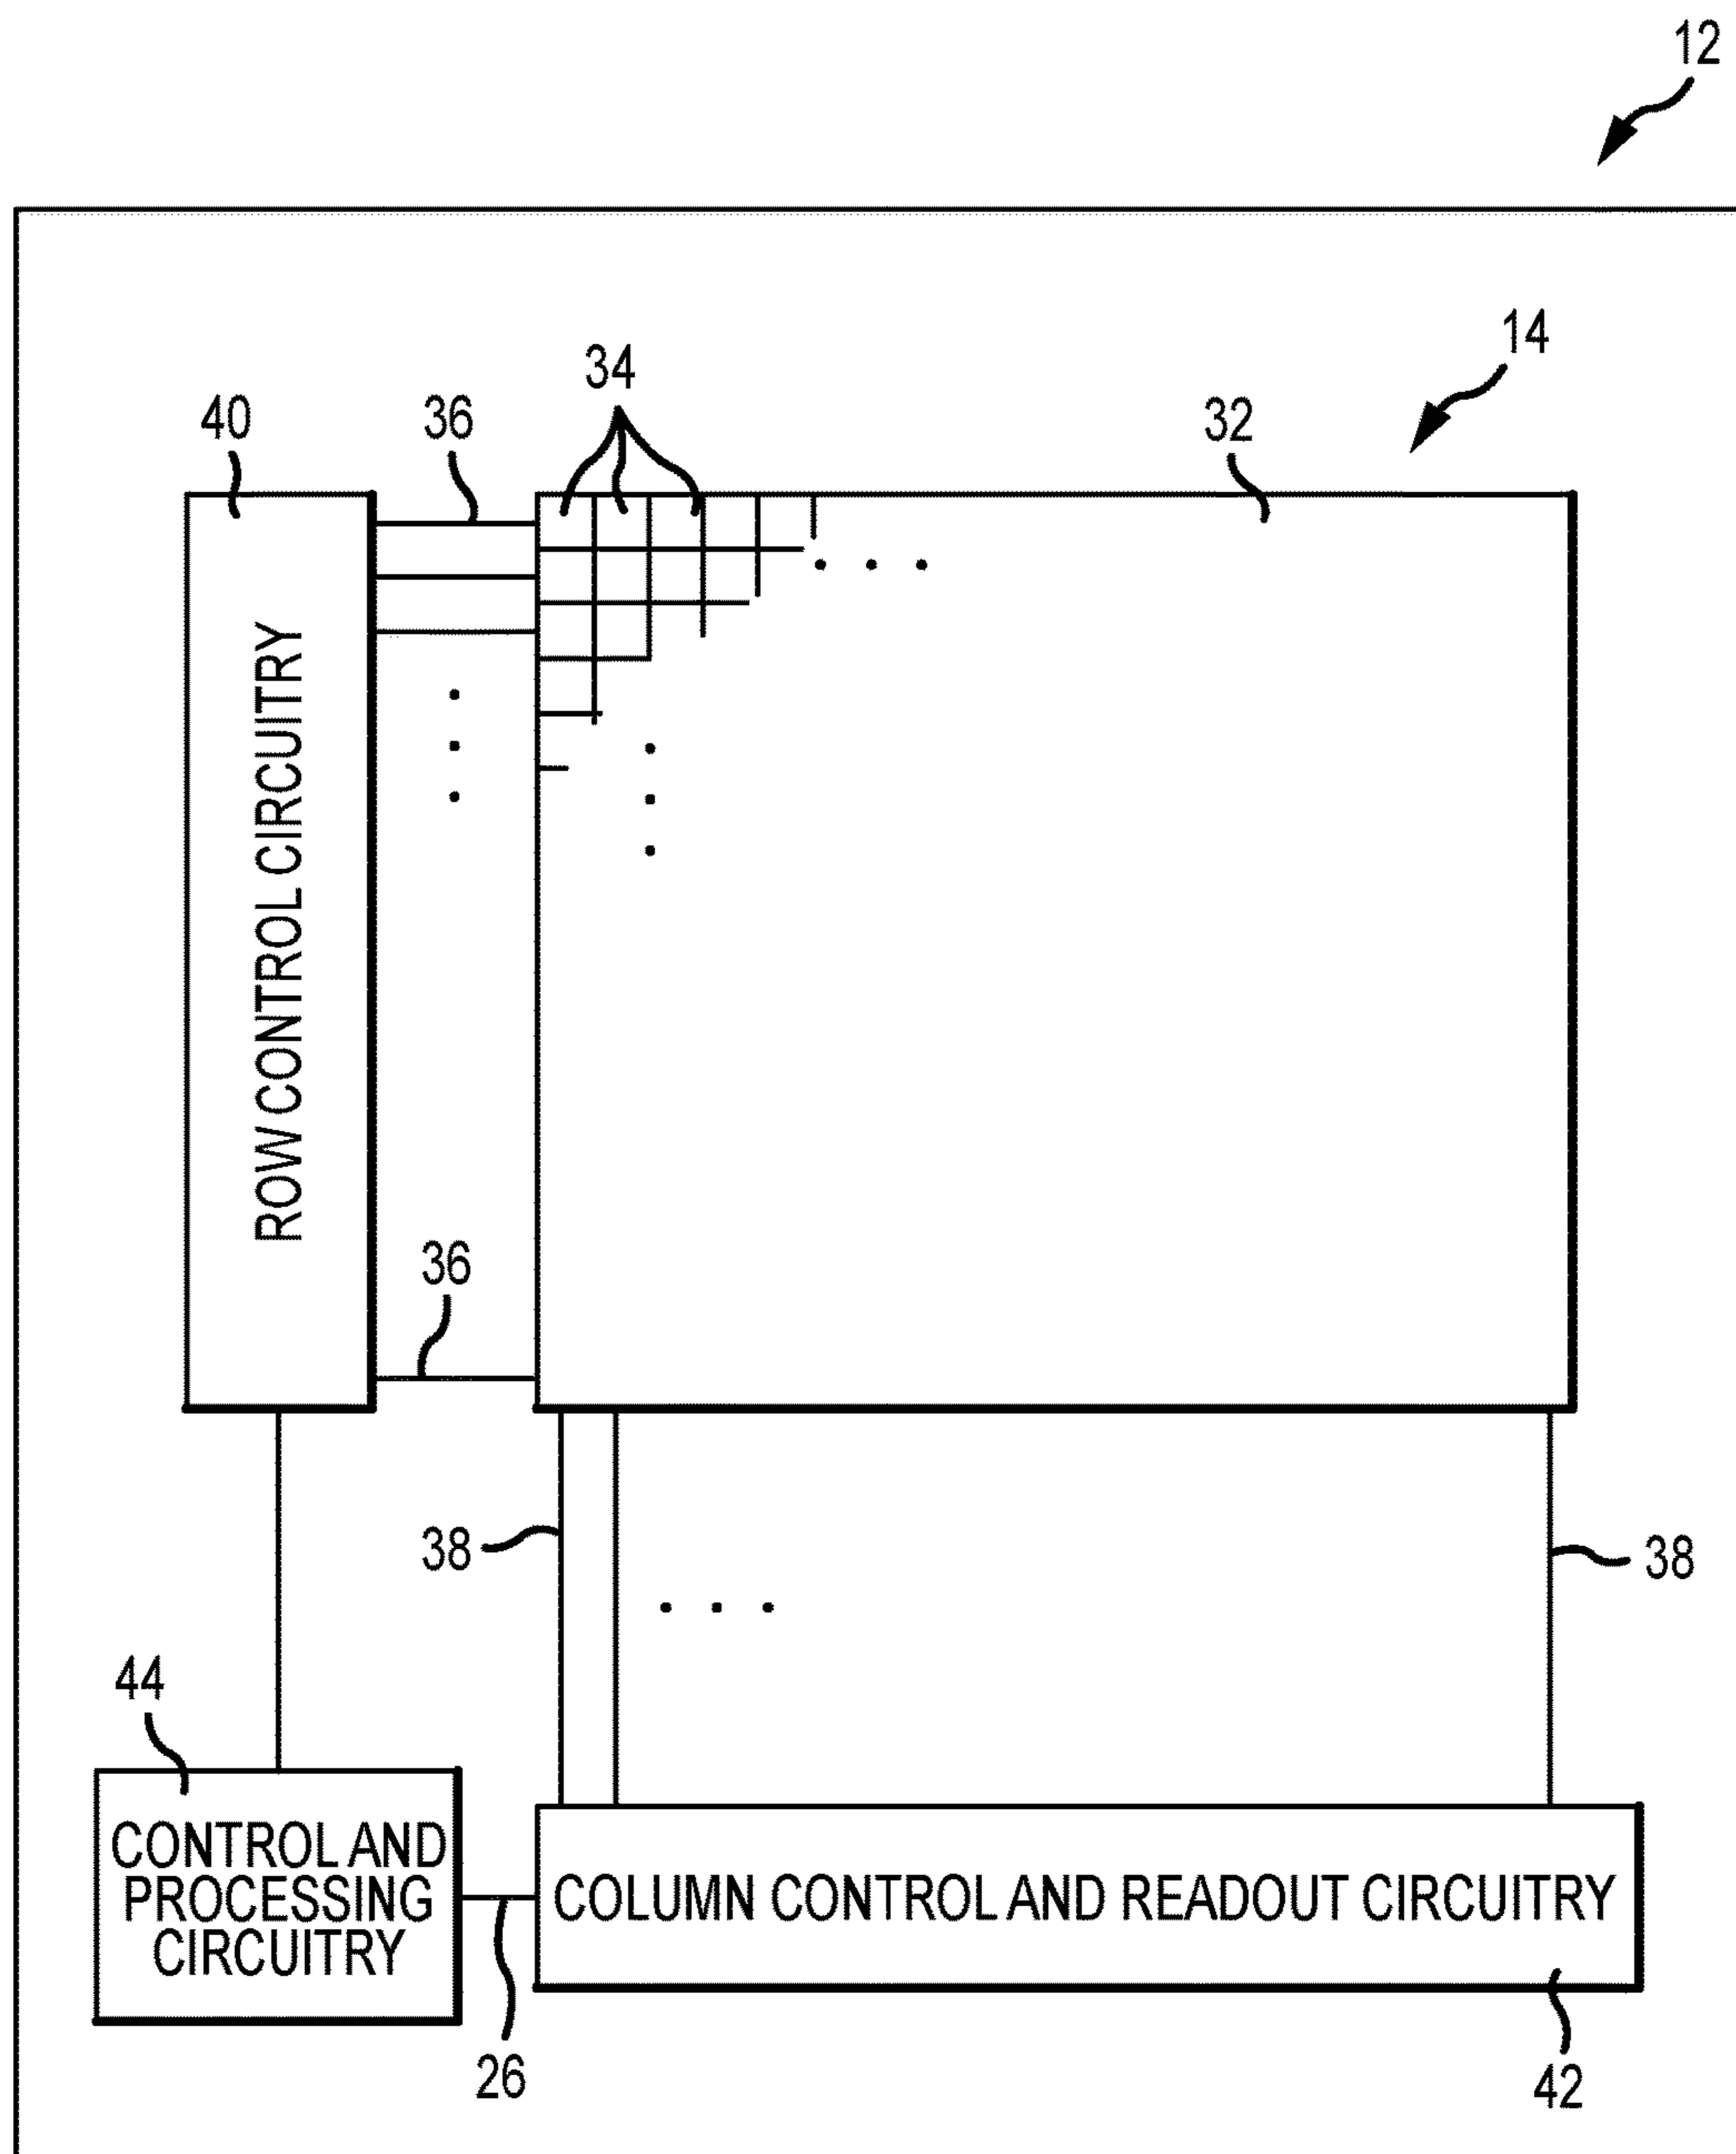 12
14
34
40
36
32
ROW CONTROL CIRCUITRY
36
38
38
44
CONTROL AND
PROCESSING
CIRCUITRY
COLUMN CONTROL AND READOUT CIRCUITRY
26
42